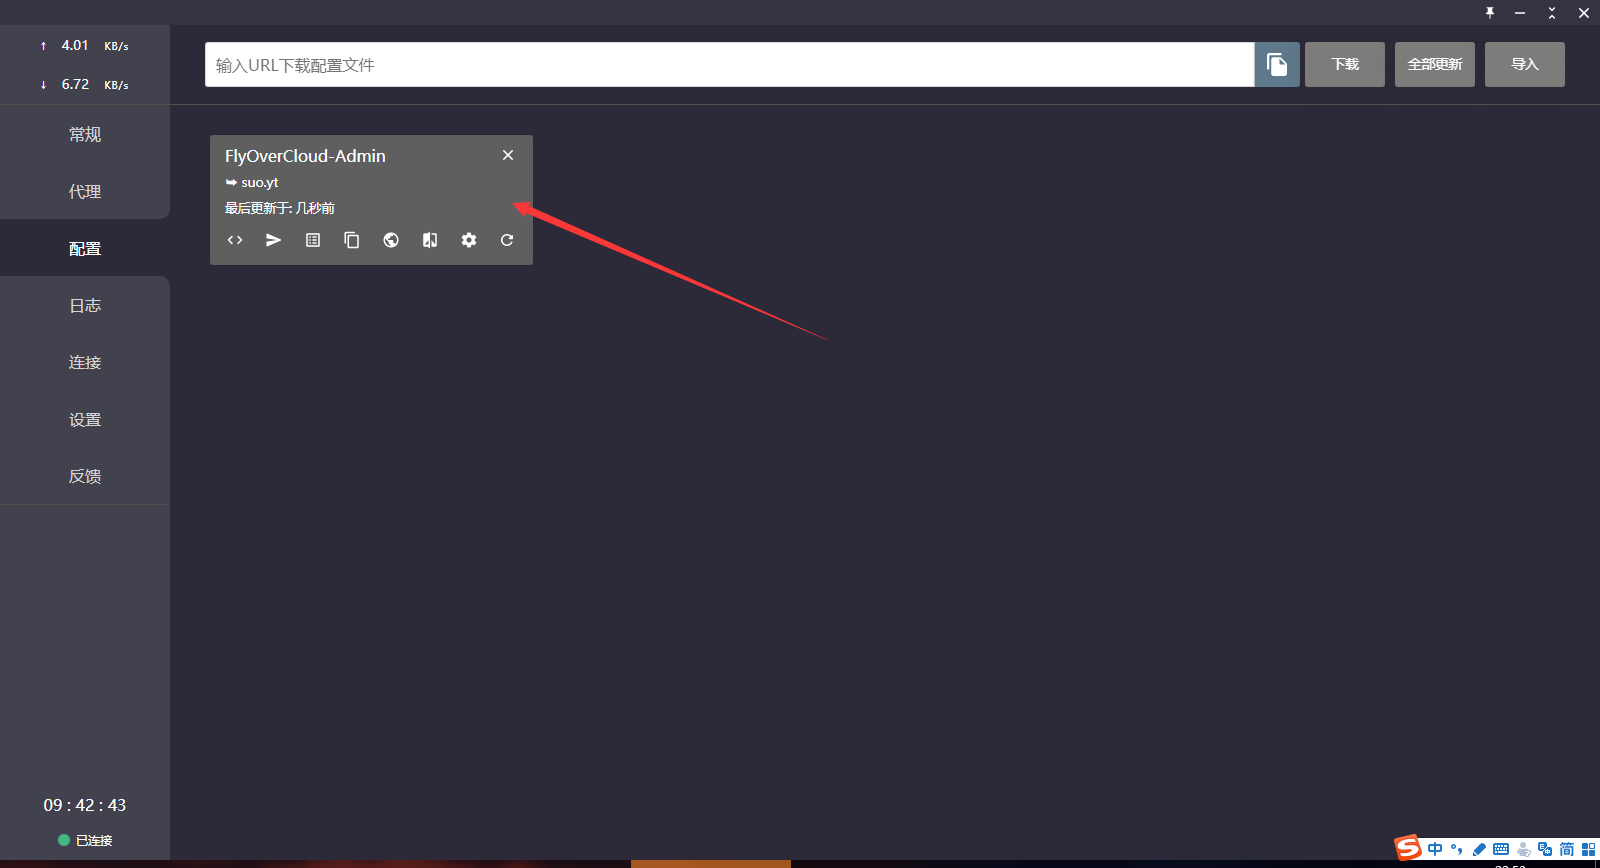 ↑ 4.01 KB/s
↓ 6.72 KB/s
常规
代理
配置
日志
连接
设置
反馈
09 : 42 : 43
已连接
输入URL下载配置文件
下载
全部更新
导入
FlyOverCloud-Admin
suo.yt
最后更新于: 几秒前
中
简